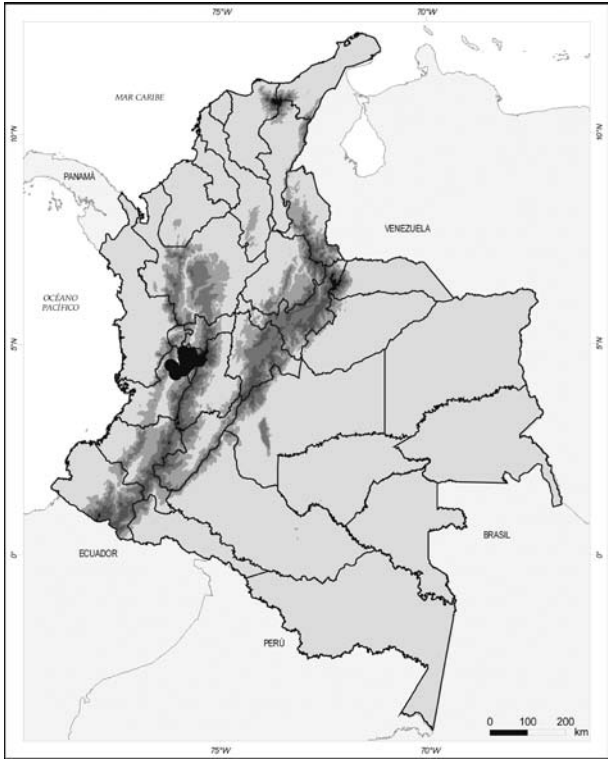 75°W
70°W
MAR CARIBE
10°N
10°N
PANAMÁ
VENEZUELA
OCÉANO
PACÍFICO
5°N
5°N
BRASIL
ECUADOR
0°
0°
PERÚ
0 100 200
km
75°W
70°W